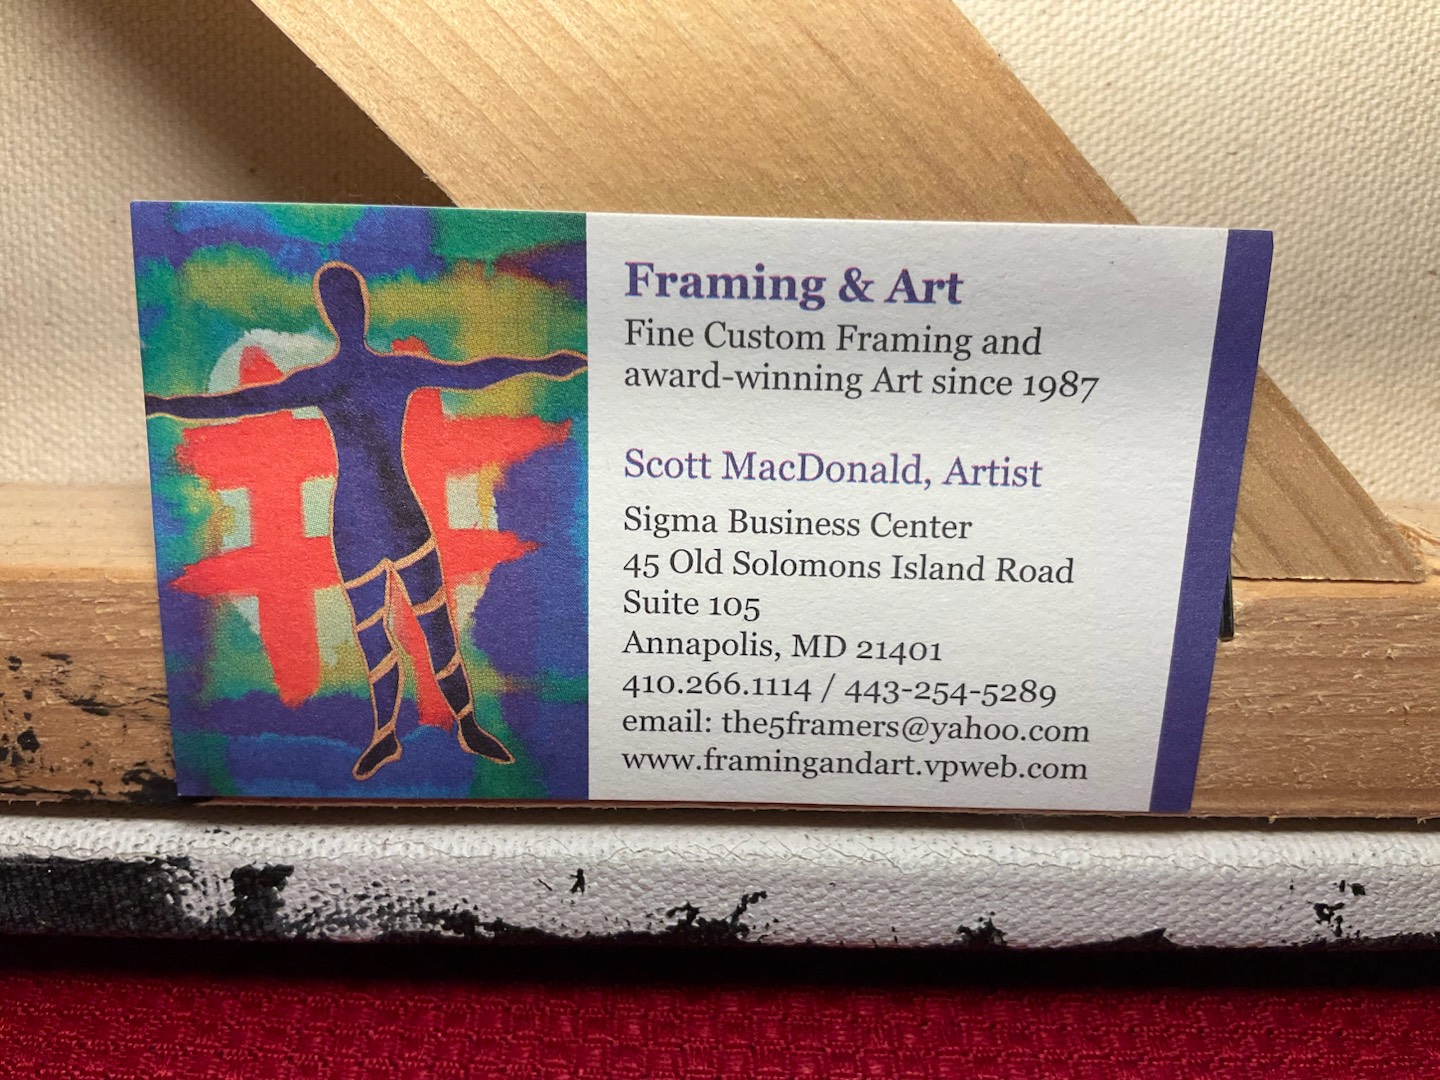 Framing & Art
Fine Custom Framing and
award-winning Art since 1987
Scott MacDonald, Artist
Sigma Business Center
45 Old Solomons Island Road
Suite 105
Annapolis, MD 21401
410.266.1114 / 443-254-5289
email: the5framers@yahoo.com
www.framingandart.vpweb.com